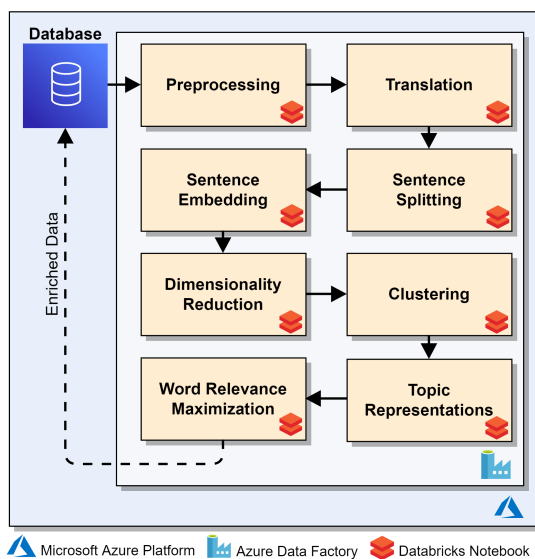 Database
Preprocessing
Translation
Sentence
Embedding
Sentence
Splitting
Enriched Data
Dimensionality
Reduction
Clustering
Word Relevance
Maximization
Topic
Representations
Microsoft Azure Platform
Azure Data Factory
Databricks Notebook